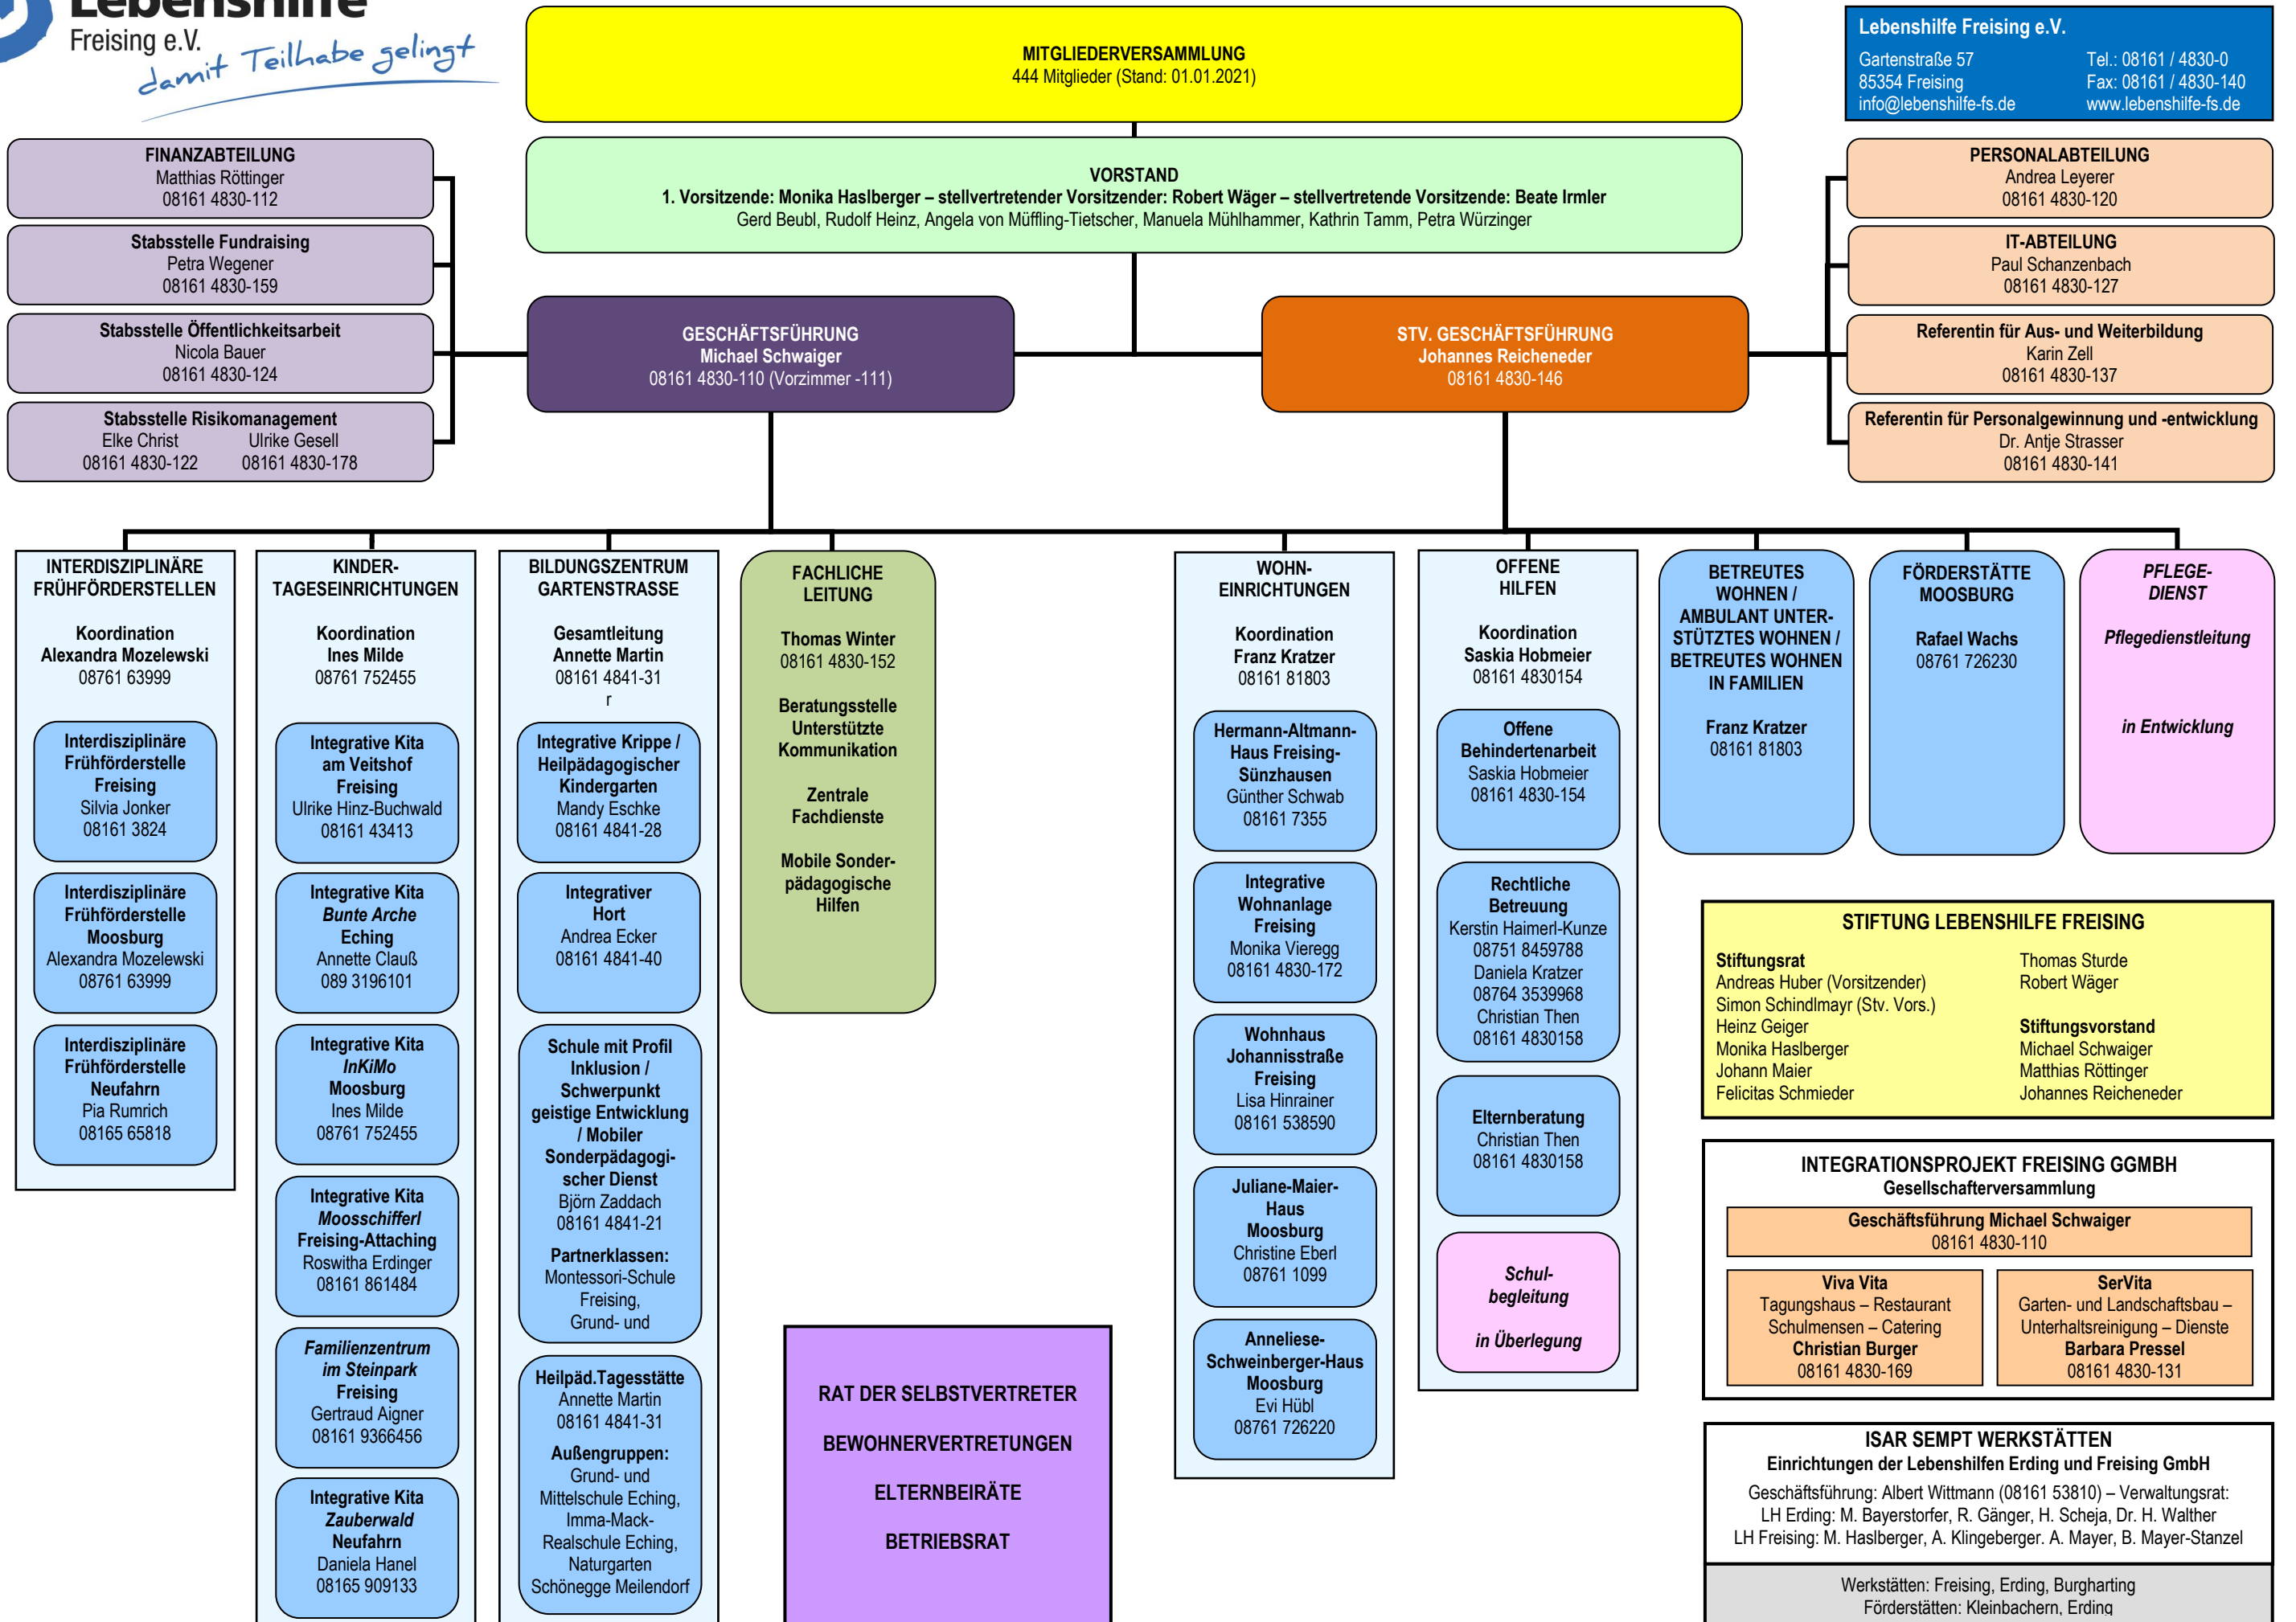 Lebenshilfe
Freising e.V.
damit Teilhabe gelingt
MITGLIEDERVERSAMMLUNG
444 Mitglieder (Stand: 01.01.2021)
Lebenshilfe Freising e.V.
Gartenstraße 57 Tel.: 08161 / 4830-0
85354 Freising Fax: 08161 / 4830-140
info@lebenshilfe-fs.de www.lebenshilfe-fs.de
VORSTAND
1. Vorsitzende: Monika Haslberger – stellvertretender Vorsitzender: Robert Wäger – stellvertretende Vorsitzende: Beate Irmler
Gerd Beubl, Rudolf Heinz, Angela von Müffling-Tietscher, Manuela Mühlhammer, Kathrin Tamm, Petra Würzinger
FINANZABTEILUNG
Matthias Röttinger
08161 4830-112
Stabsstelle Fundraising
Petra Wegener
08161 4830-159
Stabsstelle Öffentlichkeitsarbeit
Nicola Bauer
08161 4830-124
Stabsstelle Risikomanagement
Elke Christ Ulrike Gesell
08161 4830-122 08161 4830-178
GESCHÄFTSFÜHRUNG
Michael Schwaiger
08161 4830-110 (Vorzimmer -111)
STV. GESCHÄFTSFÜHRUNG
Johannes Reicheneder
08161 4830-146
PERSONALABTEILUNG
Andrea Leyerer
08161 4830-120
IT-ABTEILUNG
Paul Schanzenbach
08161 4830-127
Referentin für Aus- und Weiterbildung
Karin Zell
08161 4830-137
Referentin für Personalgewinnung und -entwicklung
Dr. Antje Strasser
08161 4830-141
INTERDISZIPLINÄRE
FRÜHFÖRDERSTELLEN
Koordination
Alexandra Mozelewski
08761 63999
Interdisziplinäre
Frühförderstelle
Freising
Silvia Jonker
08161 3824
Interdisziplinäre
Frühförderstelle
Moosburg
Alexandra Mozelewski
08761 63999
Interdisziplinäre
Frühförderstelle
Neufahrn
Pia Rumrich
08165 65818
KINDER-
TAGESEINRICHTUNGEN
Koordination
Ines Milde
08761 752455
Integrative Kita
am Veitshof
Freising
Ulrike Hinz-Buchwald
08161 43413
Integrative Kita
Bunte Arche
Eching
Annette Clauß
089 3196101
Integrative Kita
InKiMo
Moosburg
Ines Milde
08761 752455
Integrative Kita
Moosschifferl
Freising-Attaching
Roswitha Erdinger
08161 861484
Familienzentrum
im Steinpark
Freising
Gertraud Aigner
08161 9366456
Integrative Kita
Zauberwald
Neufahrn
Daniela Hanel
08165 909133
BILDUNGSZENTRUM
GARTENSTRASSE
Gesamtleitung
Annette Martin
08161 4841-31
r
Integrative Krippe /
Heilpädagogischer
Kindergarten
Mandy Eschke
08161 4841-28
Integrativer
Hort
Andrea Ecker
08161 4841-40
Schule mit Profil
Inklusion /
Schwerpunkt
geistige Entwicklung
/ Mobiler
Sonderpädagogi-
scher Dienst
Björn Zaddach
08161 4841-21
Partnerklassen:
Montessori-Schule
Freising,
Grund- und
Heilpäd.Tagesstätte
Annette Martin
08161 4841-31
Außengruppen:
Grund- und
Mittelschule Eching,
Imma-Mack-
Realschule Eching,
Naturgarten
Schönegge Meilendorf
FACHLICHE
LEITUNG
Thomas Winter
08161 4830-152
Beratungsstelle
Unterstützte
Kommunikation
Zentrale
Fachdienste
Mobile Sonder-
pädagogische
Hilfen
RAT DER SELBSTVERTRETER
BEWOHNERVERTRETUNGEN
ELTERNBEIRÄTE
BETRIEBSRAT
WOHN-
EINRICHTUNGEN
Koordination
Franz Kratzer
08161 81803
Hermann-Altmann-
Haus Freising-
Sünzhausen
Günther Schwab
08161 7355
Integrative
Wohnanlage
Freising
Monika Vieregg
08161 4830-172
Wohnhaus
Johannisstraße
Freising
Lisa Hinrainer
08161 538590
Juliane-Maier-
Haus
Moosburg
Christine Eberl
08761 1099
Anneliese-
Schweinberger-Haus
Moosburg
Evi Hübl
08761 726220
OFFENE
HILFEN
Koordination
Saskia Hobmeier
08161 4830154
Offene
Behindertenarbeit
Saskia Hobmeier
08161 4830-154
Rechtliche
Betreuung
Kerstin Haimerl-Kunze
08751 8459788
Daniela Kratzer
08764 3539968
Christian Then
08161 4830158
Elternberatung
Christian Then
08161 4830158
Schul-
begleitung
in Überlegung
BETREUTES
WOHNEN /
AMBULANT UNTER-
STÜTZTES WOHNEN /
BETREUTES WOHNEN
IN FAMILIEN
Franz Kratzer
08161 81803
FÖRDERSTÄTTE
MOOSBURG
Rafael Wachs
08761 726230
PFLEGE-
DIENST
Pflegedienstleitung
in Entwicklung
STIFTUNG LEBENSHILFE FREISING
Stiftungsrat
Andreas Huber (Vorsitzender)
Simon Schindlmayr (Stv. Vors.)
Heinz Geiger
Monika Haslberger
Johann Maier
Felicitas Schmieder
Thomas Sturde
Robert Wäger
Stiftungsvorstand
Michael Schwaiger
Matthias Röttinger
Johannes Reicheneder
INTEGRATIONSPROJEKT FREISING GGMBH
Gesellschafterversammlung
Geschäftsführung Michael Schwaiger
08161 4830-110
Viva Vita
Tagungshaus – Restaurant
Schulmensen – Catering
Christian Burger
08161 4830-169
SerVita
Garten- und Landschaftsbau –
Unterhaltsreinigung – Dienste
Barbara Pressel
08161 4830-131
ISAR SEMPT WERKSTÄTTEN
Einrichtungen der Lebenshilfen Erding und Freising GmbH
Geschäftsführung: Albert Wittmann (08161 53810) – Verwaltungsrat:
LH Erding: M. Bayerstorfer, R. Gänger, H. Scheja, Dr. H. Walther
LH Freising: M. Haslberger, A. Klingeberger. A. Mayer, B. Mayer-Stanzel
Werkstätten: Freising, Erding, Burgharting
Förderstätten: Kleinbachern, Erding